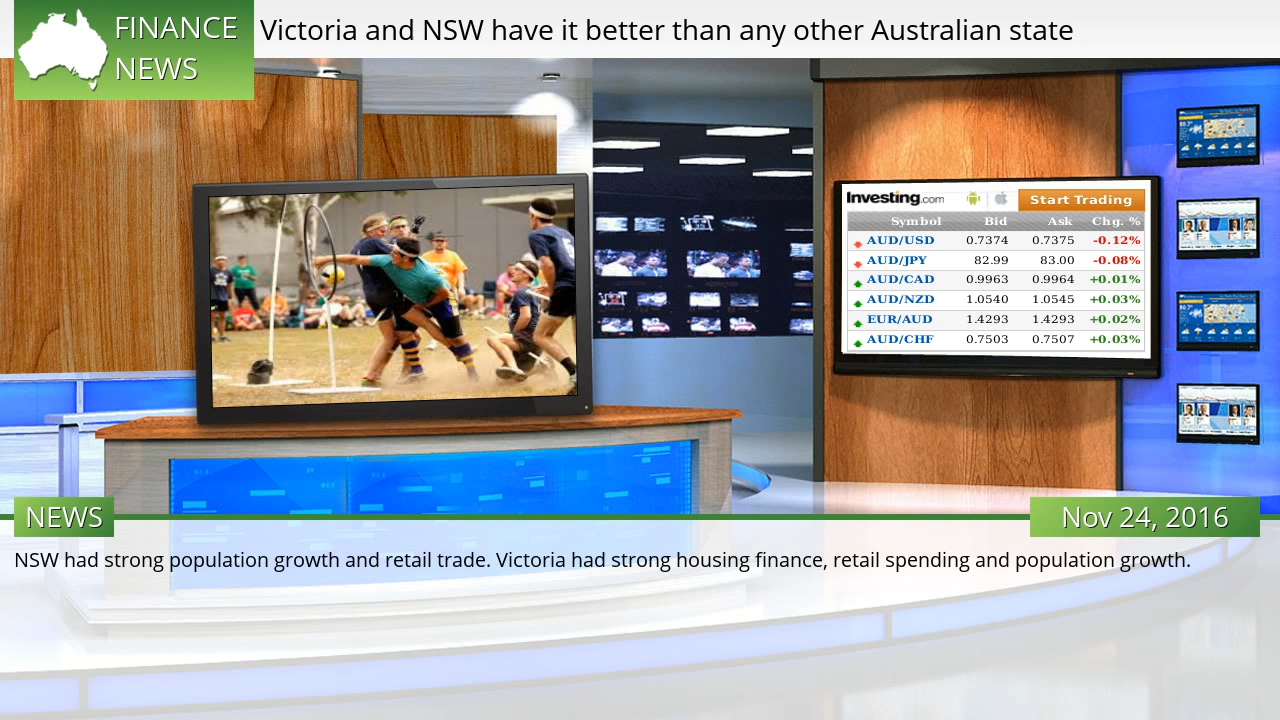 FINANCE
NEWS
Victoria and NSW have it better than any other Australian state
Investing.com
Start Trading
Symbol Bid Ask Chg. %
AUD/USD 0.7374 0.7375 -0.12%
AUD/JPY 82.99 83.00 -0.08%
AUD/CAD 0.9963 0.9964 +0.01%
AUD/NZD 1.0540 1.0545 +0.03%
EUR/AUD 1.4293 1.4293 +0.02%
AUD/CHF 0.7503 0.7507 +0.03%
NEWS
Nov 24, 2016
NSW had strong population growth and retail trade. Victoria had strong housing finance, retail spending and population growth.